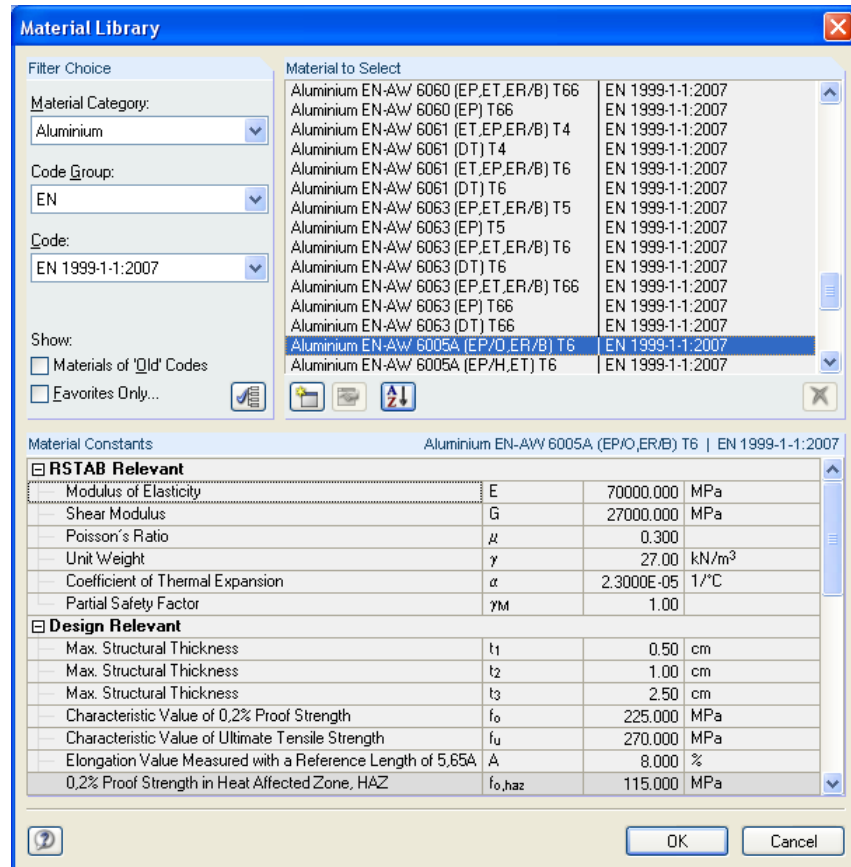 Material Library
Filter Choice
Material Category:
Aluminium
Code Group:
EN
Code:
EN 1999-1-1:2007
Show:
Materials of 'Old' Codes
Favorites Only...
Material to Select
Aluminium EN-AW 6060 (EP,ET,ER/B) T66 EN 1999-1-1:2007
Aluminium EN-AW 6060 (EP) T66 EN 1999-1-1:2007
Aluminium EN-AW 6061 (ET,EP,ER/B) T4 EN 1999-1-1:2007
Aluminium EN-AW 6061 (DT) T4 EN 1999-1-1:2007
Aluminium EN-AW 6061 (ET,EP,ER/B) T6 EN 1999-1-1:2007
Aluminium EN-AW 6061 (DT) T6 EN 1999-1-1:2007
Aluminium EN-AW 6063 (EP,ET,ER/B) T5 EN 1999-1-1:2007
Aluminium EN-AW 6063 (EP) T5 EN 1999-1-1:2007
Aluminium EN-AW 6063 (EP,ET,ER/B) T6 EN 1999-1-1:2007
Aluminium EN-AW 6063 (DT) T6 EN 1999-1-1:2007
Aluminium EN-AW 6063 (EP,ET,ER/B) T66 EN 1999-1-1:2007
Aluminium EN-AW 6063 (EP) T66 EN 1999-1-1:2007
Aluminium EN-AW 6063 (DT) T66 EN 1999-1-1:2007
Aluminium EN-AW 6005A (EP/O,ER/B) T6 | EN 1999-1-1:2007
Aluminium EN-AW 6005A (EP/H,ET) T6 EN 1999-1-1:2007
A Z
Material Constants Aluminium EN-AW 6005A (EP/O,ER/B) T6 | EN 1999-1-1:2007
RSTAB Relevant
Modulus of Elasticity E 70000.000 MPa
Shear Modulus G 27000.000 MPa
Poisson´s Ratio μ 0.300
Unit Weight γ 27.00 kN/m³
Coefficient of Thermal Expansion α 2.3000E-05 1/°C
Partial Safety Factor γM 1.00
Design Relevant
Max. Structural Thickness t1 0.50 cm
Max. Structural Thickness t2 1.00 cm
Max. Structural Thickness t3 2.50 cm
Characteristic Value of 0,2% Proof Strength fo 225.000 MPa
Characteristic Value of Ultimate Tensile Strength fu 270.000 MPa
Elongation Value Measured with a Reference Length of 5,65A A 8.000 %
0,2% Proof Strength in Heat Affected Zone, HAZ fo,haz 115.000 MPa
OK Cancel